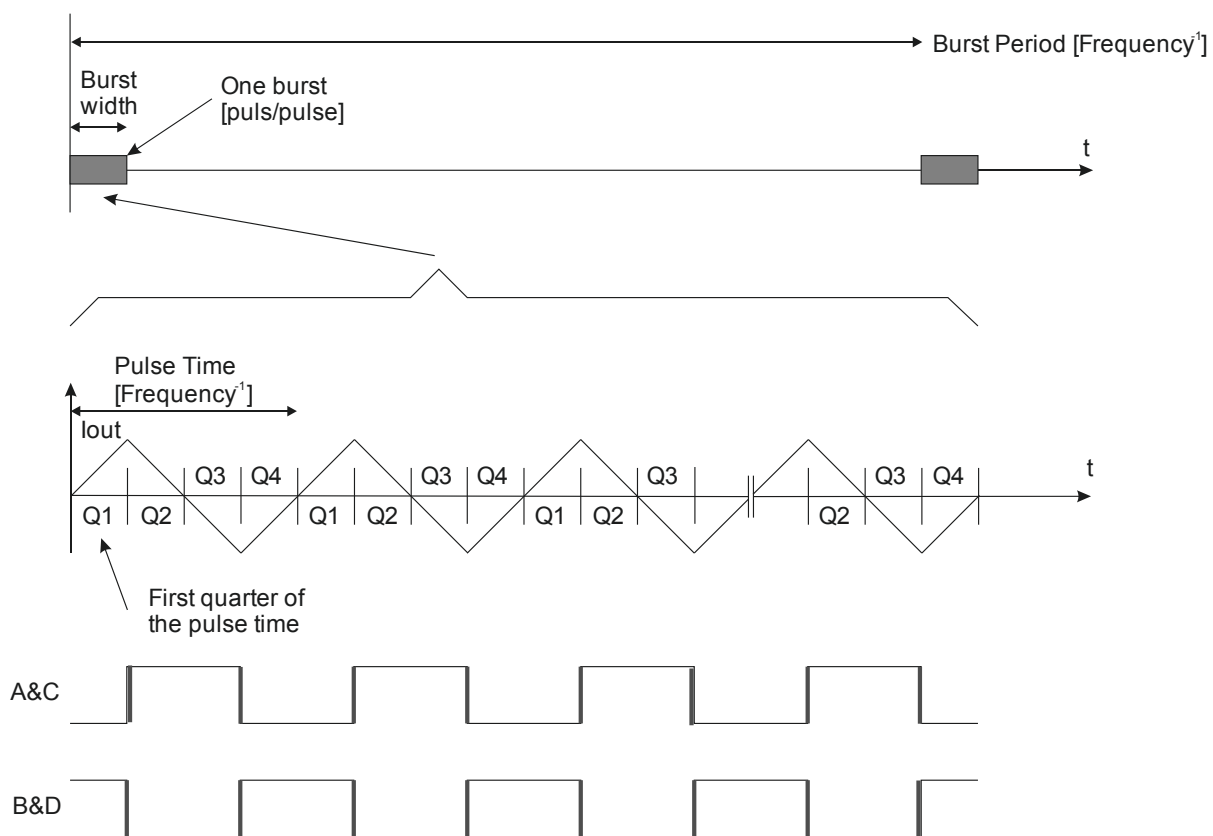 Burst Period [Frequency⁻¹]
Burst
width
One burst
[puls/pulse]
t
Pulse Time
[Frequency⁻¹]
Iout
t
Q3 Q4 Q3 Q4 Q3 Q3 Q4
Q1 Q2 Q1 Q2 Q1 Q2 Q2
First quarter of
the pulse time
A&C
B&D